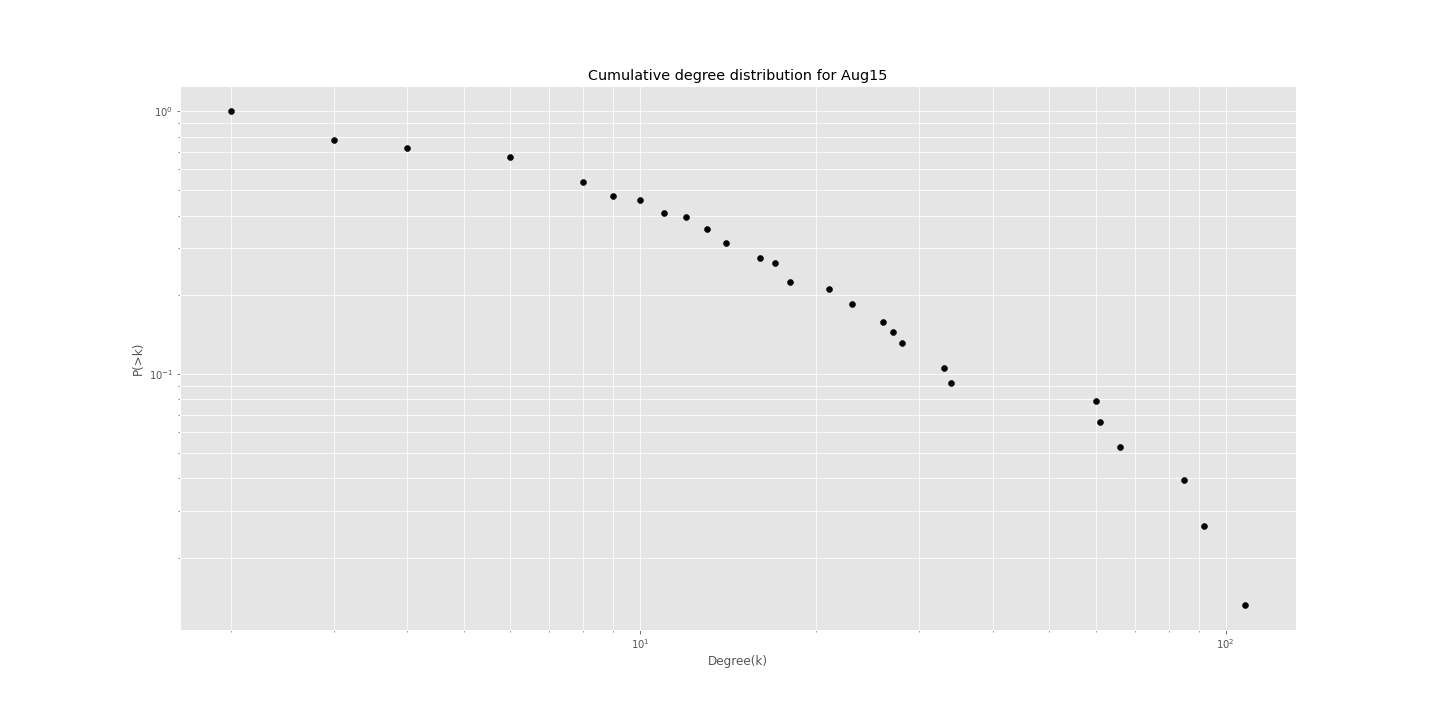 Cumulative degree distribution for Aug15
10⁰
P(>k)
10⁻¹
10¹
10²
Degree(k)